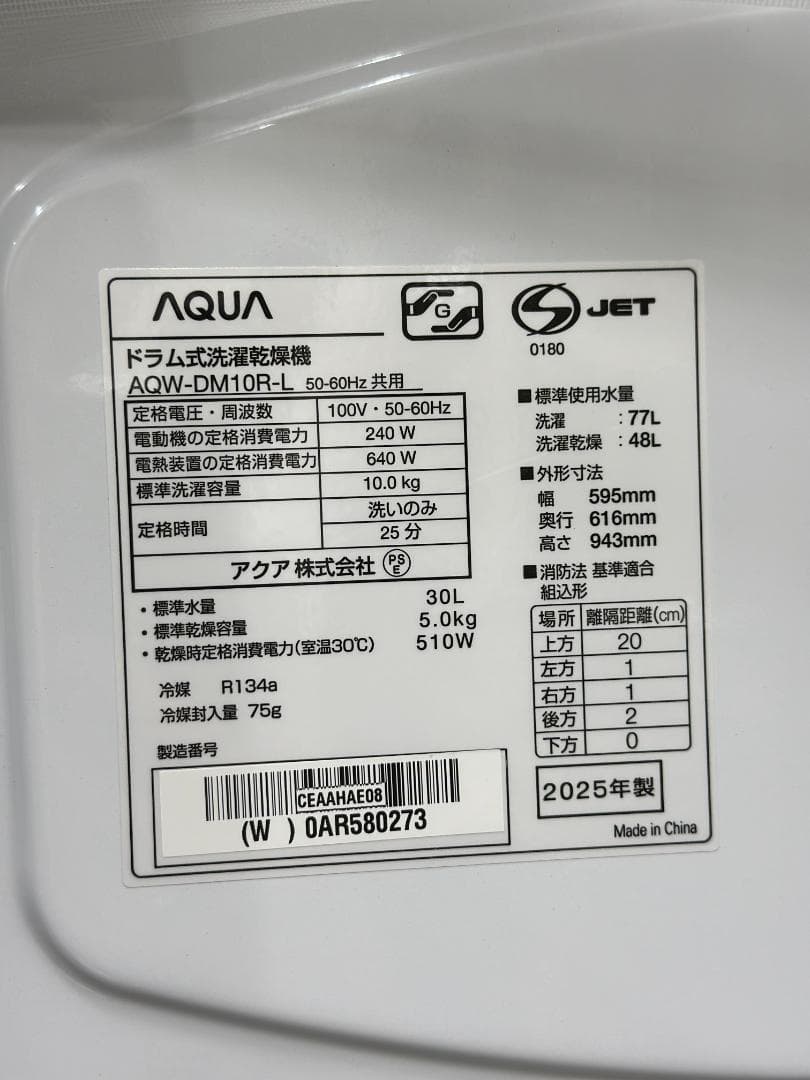 AQUA
G
S JET
0180
ドラム式洗濯乾燥機
AQW-DM10R-L 50-60Hz 共用
定格電圧・周波数 100V・50-60Hz
電動機の定格消費電力 240 W
電熱装置の定格消費電力 640 W
標準洗濯容量 10.0 kg
定格時間 洗いのみ
25 分
アクア 株式会社 PSE
・標準水量 30L
・標準乾燥容量 5.0kg
・乾燥時定格消費電力(室温30℃) 510W
冷媒 R134a
冷媒封入量 75g
製造番号
CEAAHAE08
(W ) 0AR580273
■標準使用水量
洗濯 :77L
洗濯乾燥 :48L
■外形寸法
幅 595mm
奥行 616mm
高さ 943mm
■消防法 基準適合
組込形
場所 離隔距離(cm)
上方 20
左方 1
右方 1
後方 2
下方 0
2025年製
Made in China